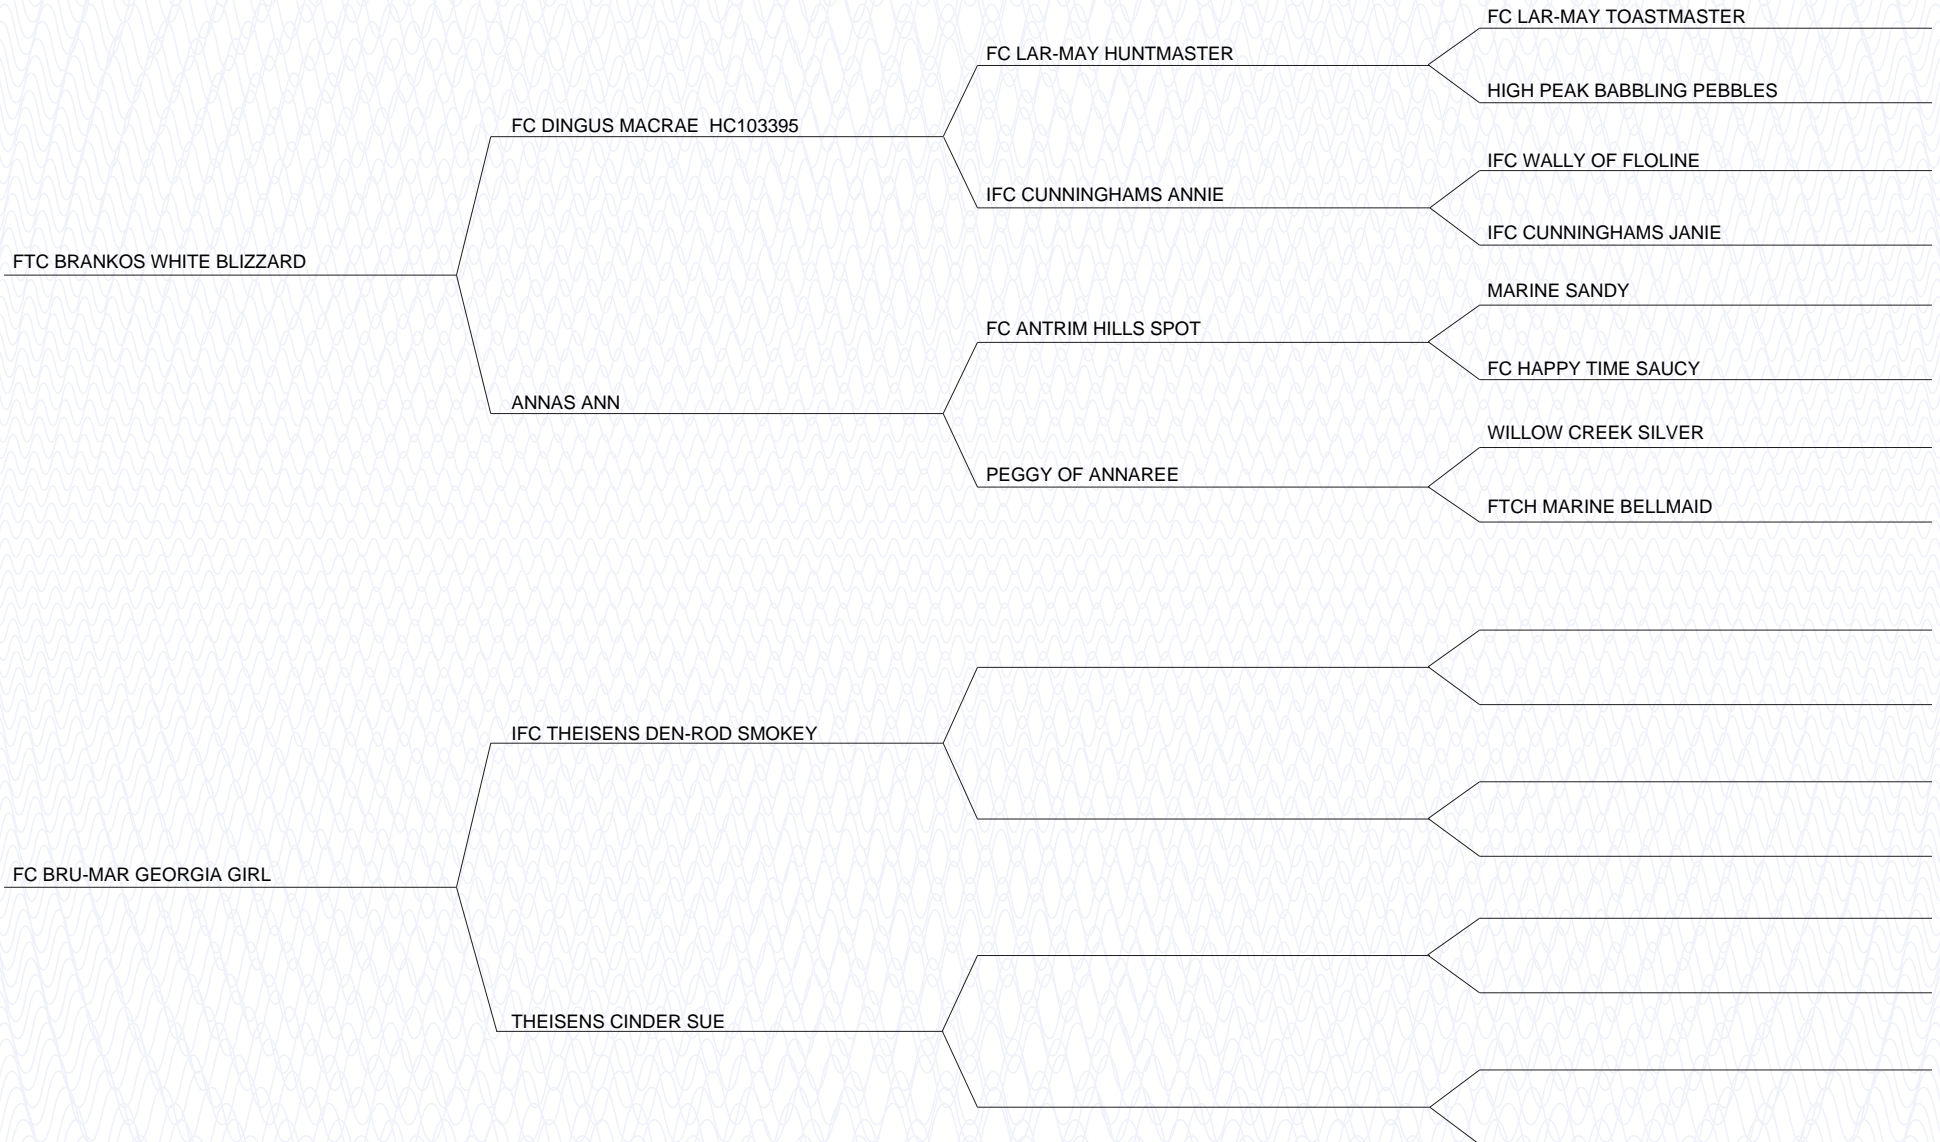 FC LAR-MAY TOASTMASTER
FC LAR-MAY HUNTMASTER
HIGH PEAK BABBLING PEBBLES
FC DINGUS MACRAE  HC103395
IFC WALLY OF FLOLINE
IFC CUNNINGHAMS ANNIE
IFC CUNNINGHAMS JANIE
FTC BRANKOS WHITE BLIZZARD
MARINE SANDY
FC ANTRIM HILLS SPOT
FC HAPPY TIME SAUCY
ANNAS ANN
WILLOW CREEK SILVER
PEGGY OF ANNAREE
FTCH MARINE BELLMAID
IFC THEISENS DEN-ROD SMOKEY
FC BRU-MAR GEORGIA GIRL
THEISENS CINDER SUE